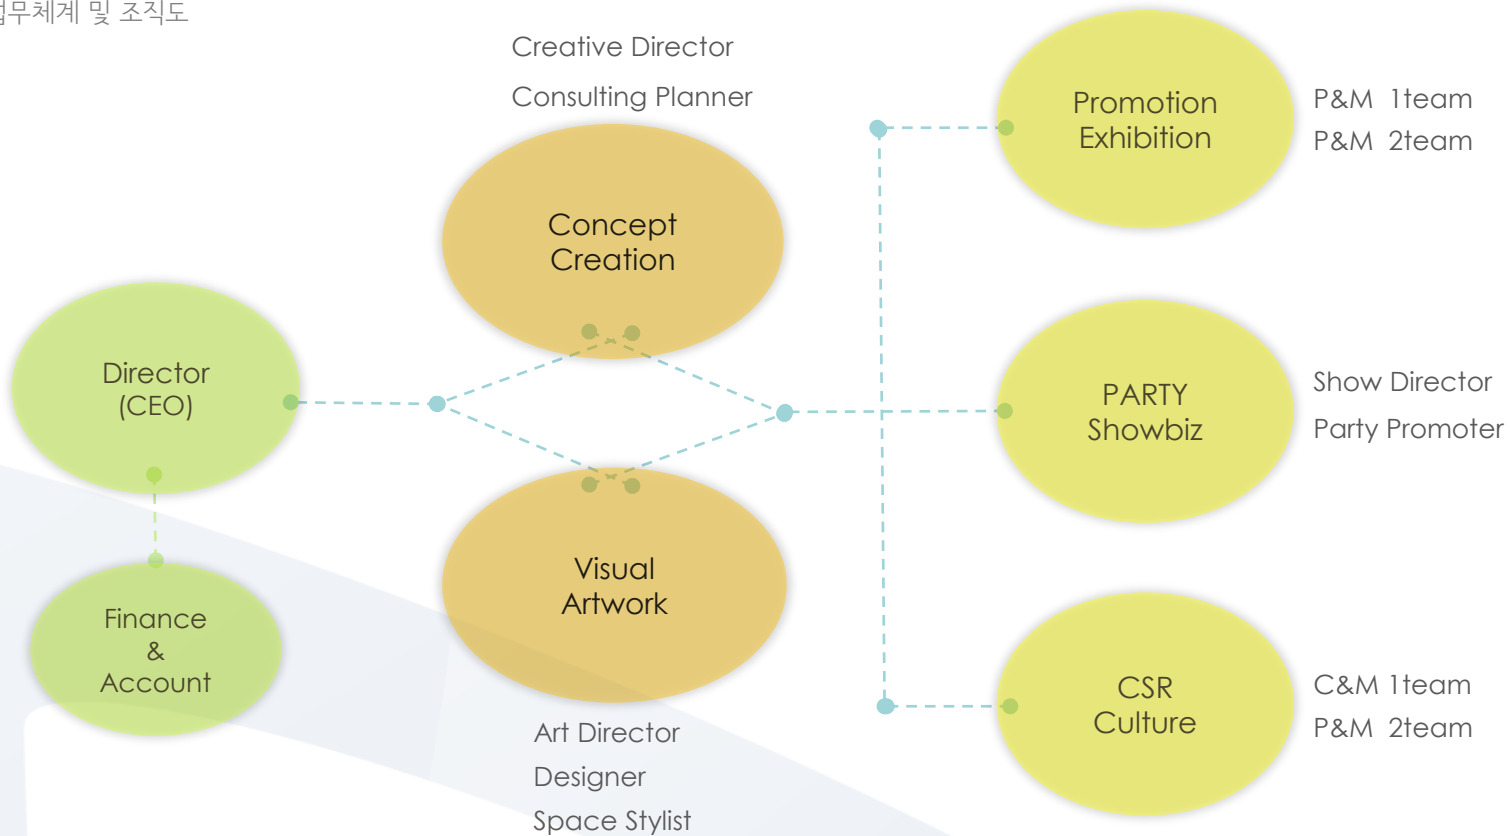 업무체계 및 조직도
Creative Director
Consulting Planner
Concept
Creation
Director
(CEO)
Finance
&
Account
Visual
Artwork
Art Director
Designer
Space Stylist
Promotion
Exhibition
P&M 1team
P&M 2team
PARTY
Showbiz
Show Director
Party Promoter
CSR
Culture
C&M 1team
P&M 2team